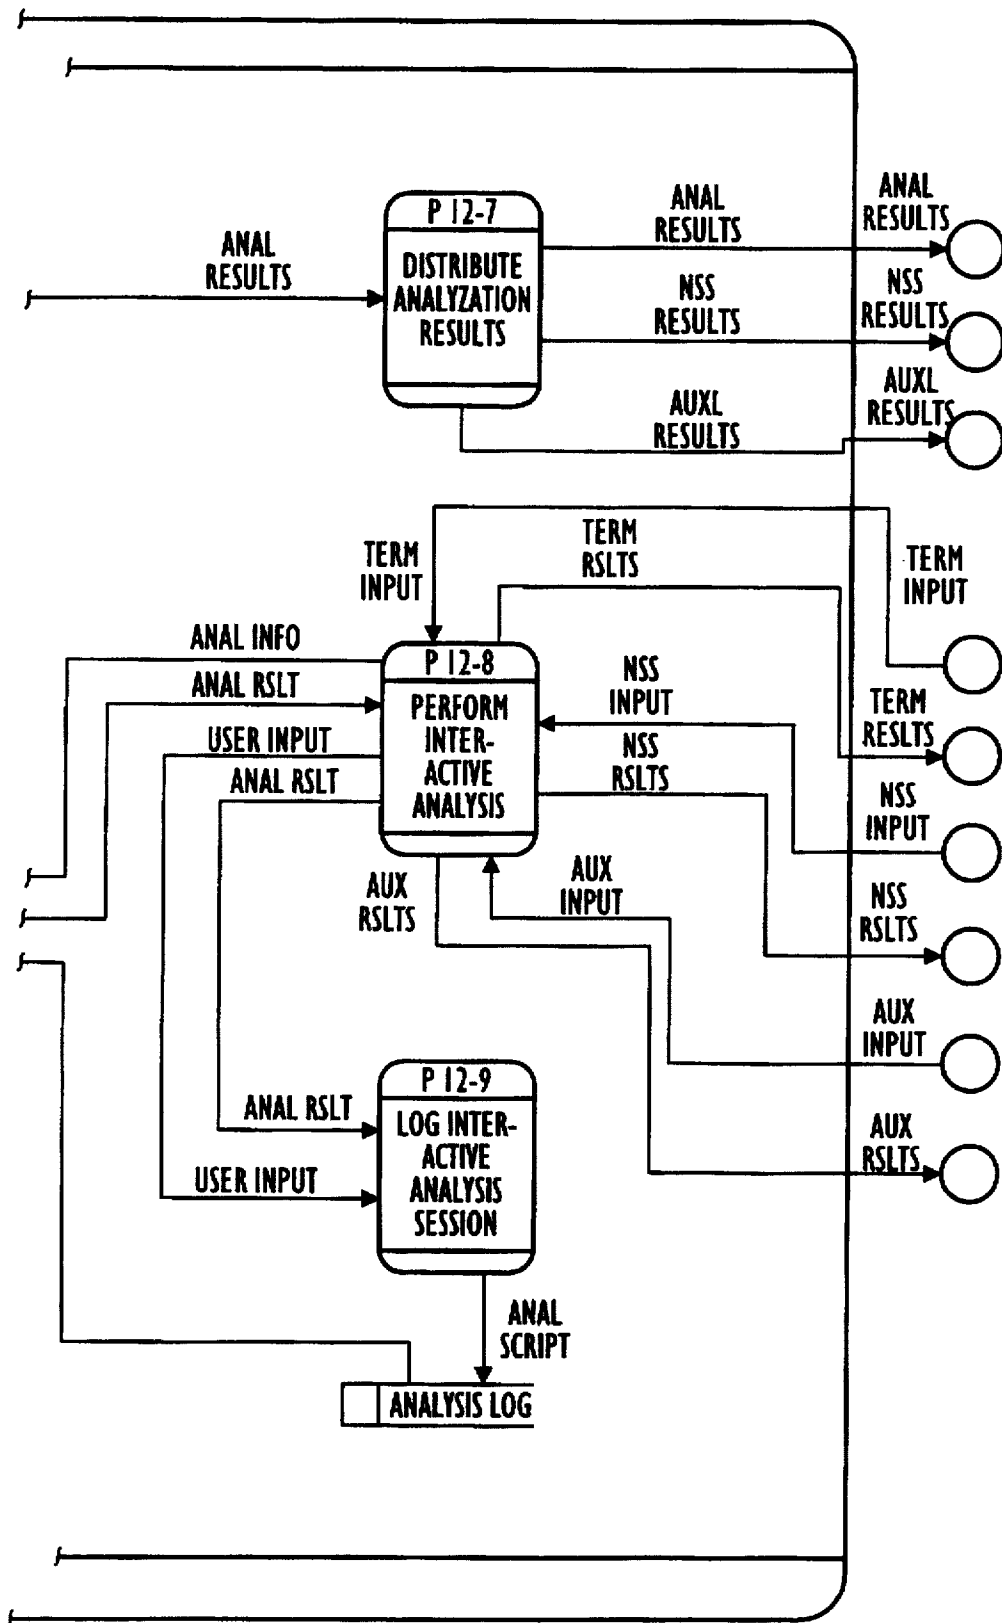 ANAL
RESULTS
P 12-7
DISTRIBUTE
ANALYZATION
RESULTS
ANAL
RESULTS
NSS
RESULTS
AUXL
RESULTS
ANAL
RESULTS
NSS
RESULTS
AUXL
RESULTS
TERM
INPUT
TERM
RSLTS
TERM
INPUT
ANAL INFO
ANAL RSLT
USER INPUT
ANAL RSLT
P 12-8
PERFORM
INTER-
ACTIVE
ANALYSIS
NSS
INPUT
NSS
RSLTS
TERM
RESLTS
NSS
INPUT
AUX
RSLTS
AUX
INPUT
NSS
RSLTS
AUX
INPUT
AUX
RSLTS
ANAL RSLT
USER INPUT
P 12-9
LOG INTER-
ACTIVE
ANALYSIS
SESSION
ANAL
SCRIPT
ANALYSIS LOG